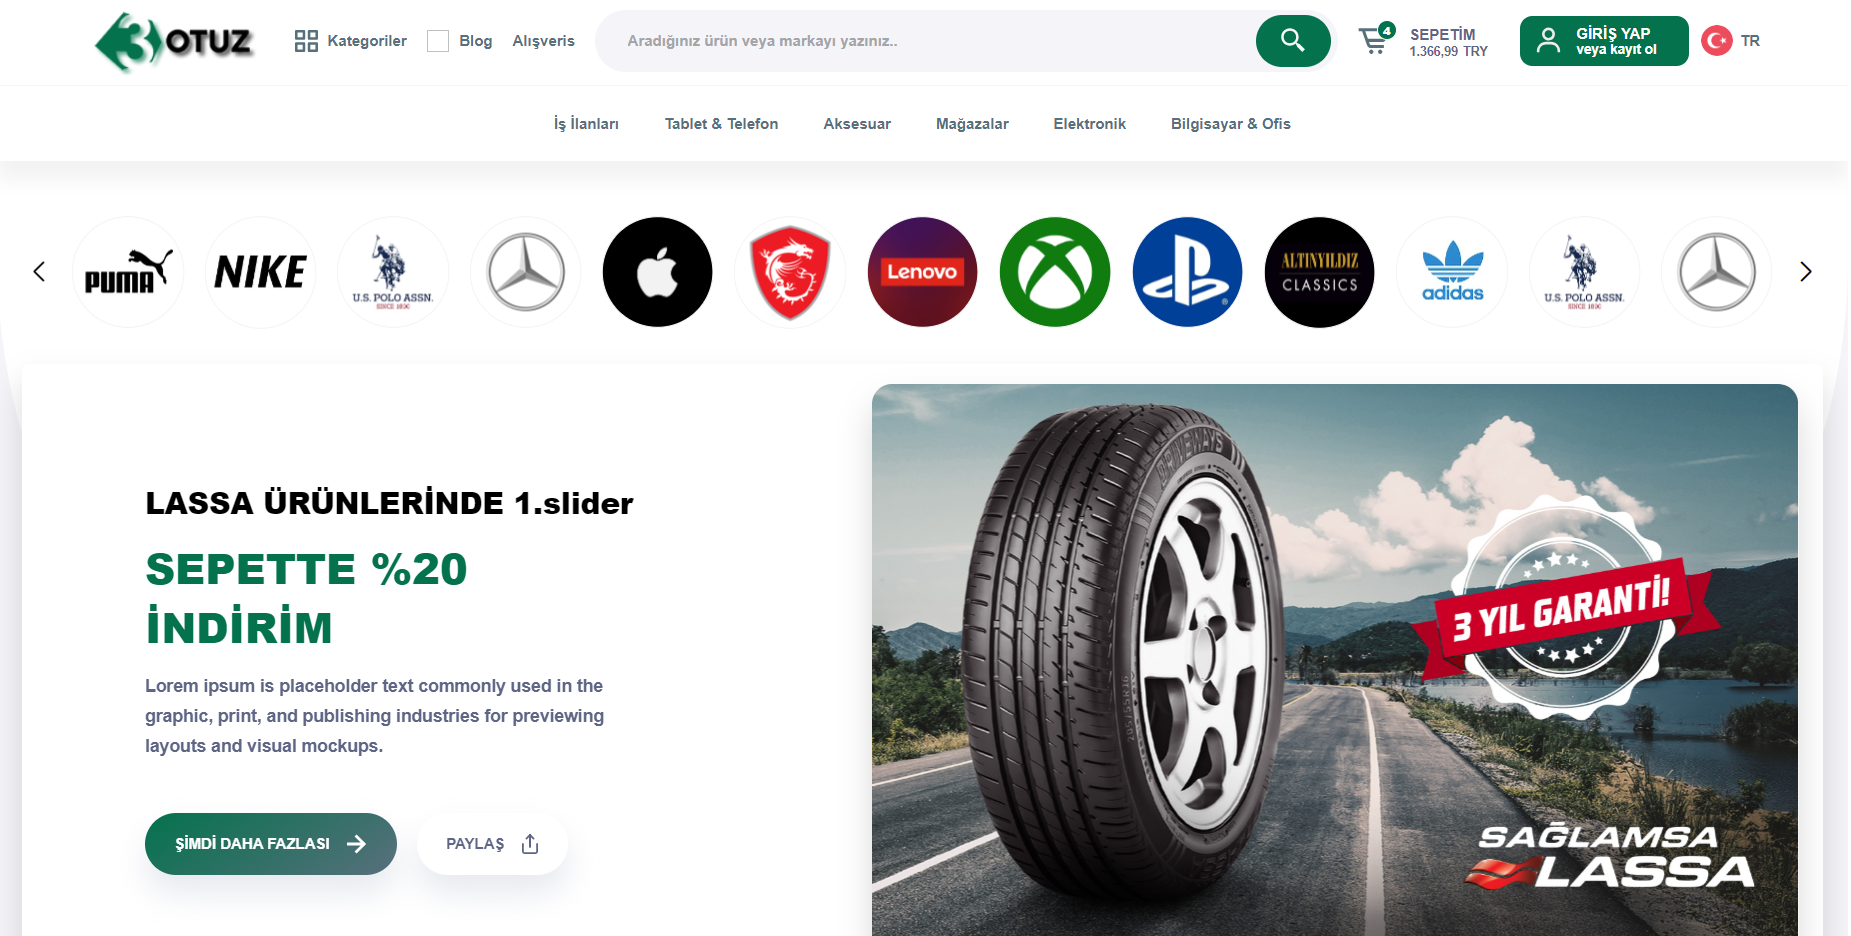 3 OTUZ
Kategoriler
Blog
Alışveris
Aradığınız ürün veya markayı yazınız..
4
SEPETİM
1.366,99 TRY
GİRİŞ YAP
veya kayıt ol
TR
İş İlanları
Tablet & Telefon
Aksesuar
Mağazalar
Elektronik
Bilgisayar & Ofis
PUMA
NIKE
U.S. POLO ASSN.
SINCE 1890
Lenovo
ALTINYILDIZ
CLASSICS
adidas
U.S. POLO ASSN.
SINCE 1890
LASSA ÜRÜNLERİNDE 1.slider
SEPETTE %20
İNDİRİM
Lorem ipsum is placeholder text commonly used in the
graphic, print, and publishing industries for previewing
layouts and visual mockups.
ŞİMDİ DAHA FAZLASI
PAYLAŞ
DRIVEWAYS
205/55R16
3 YIL GARANTİ!
SAĞLAMSA
LASSA